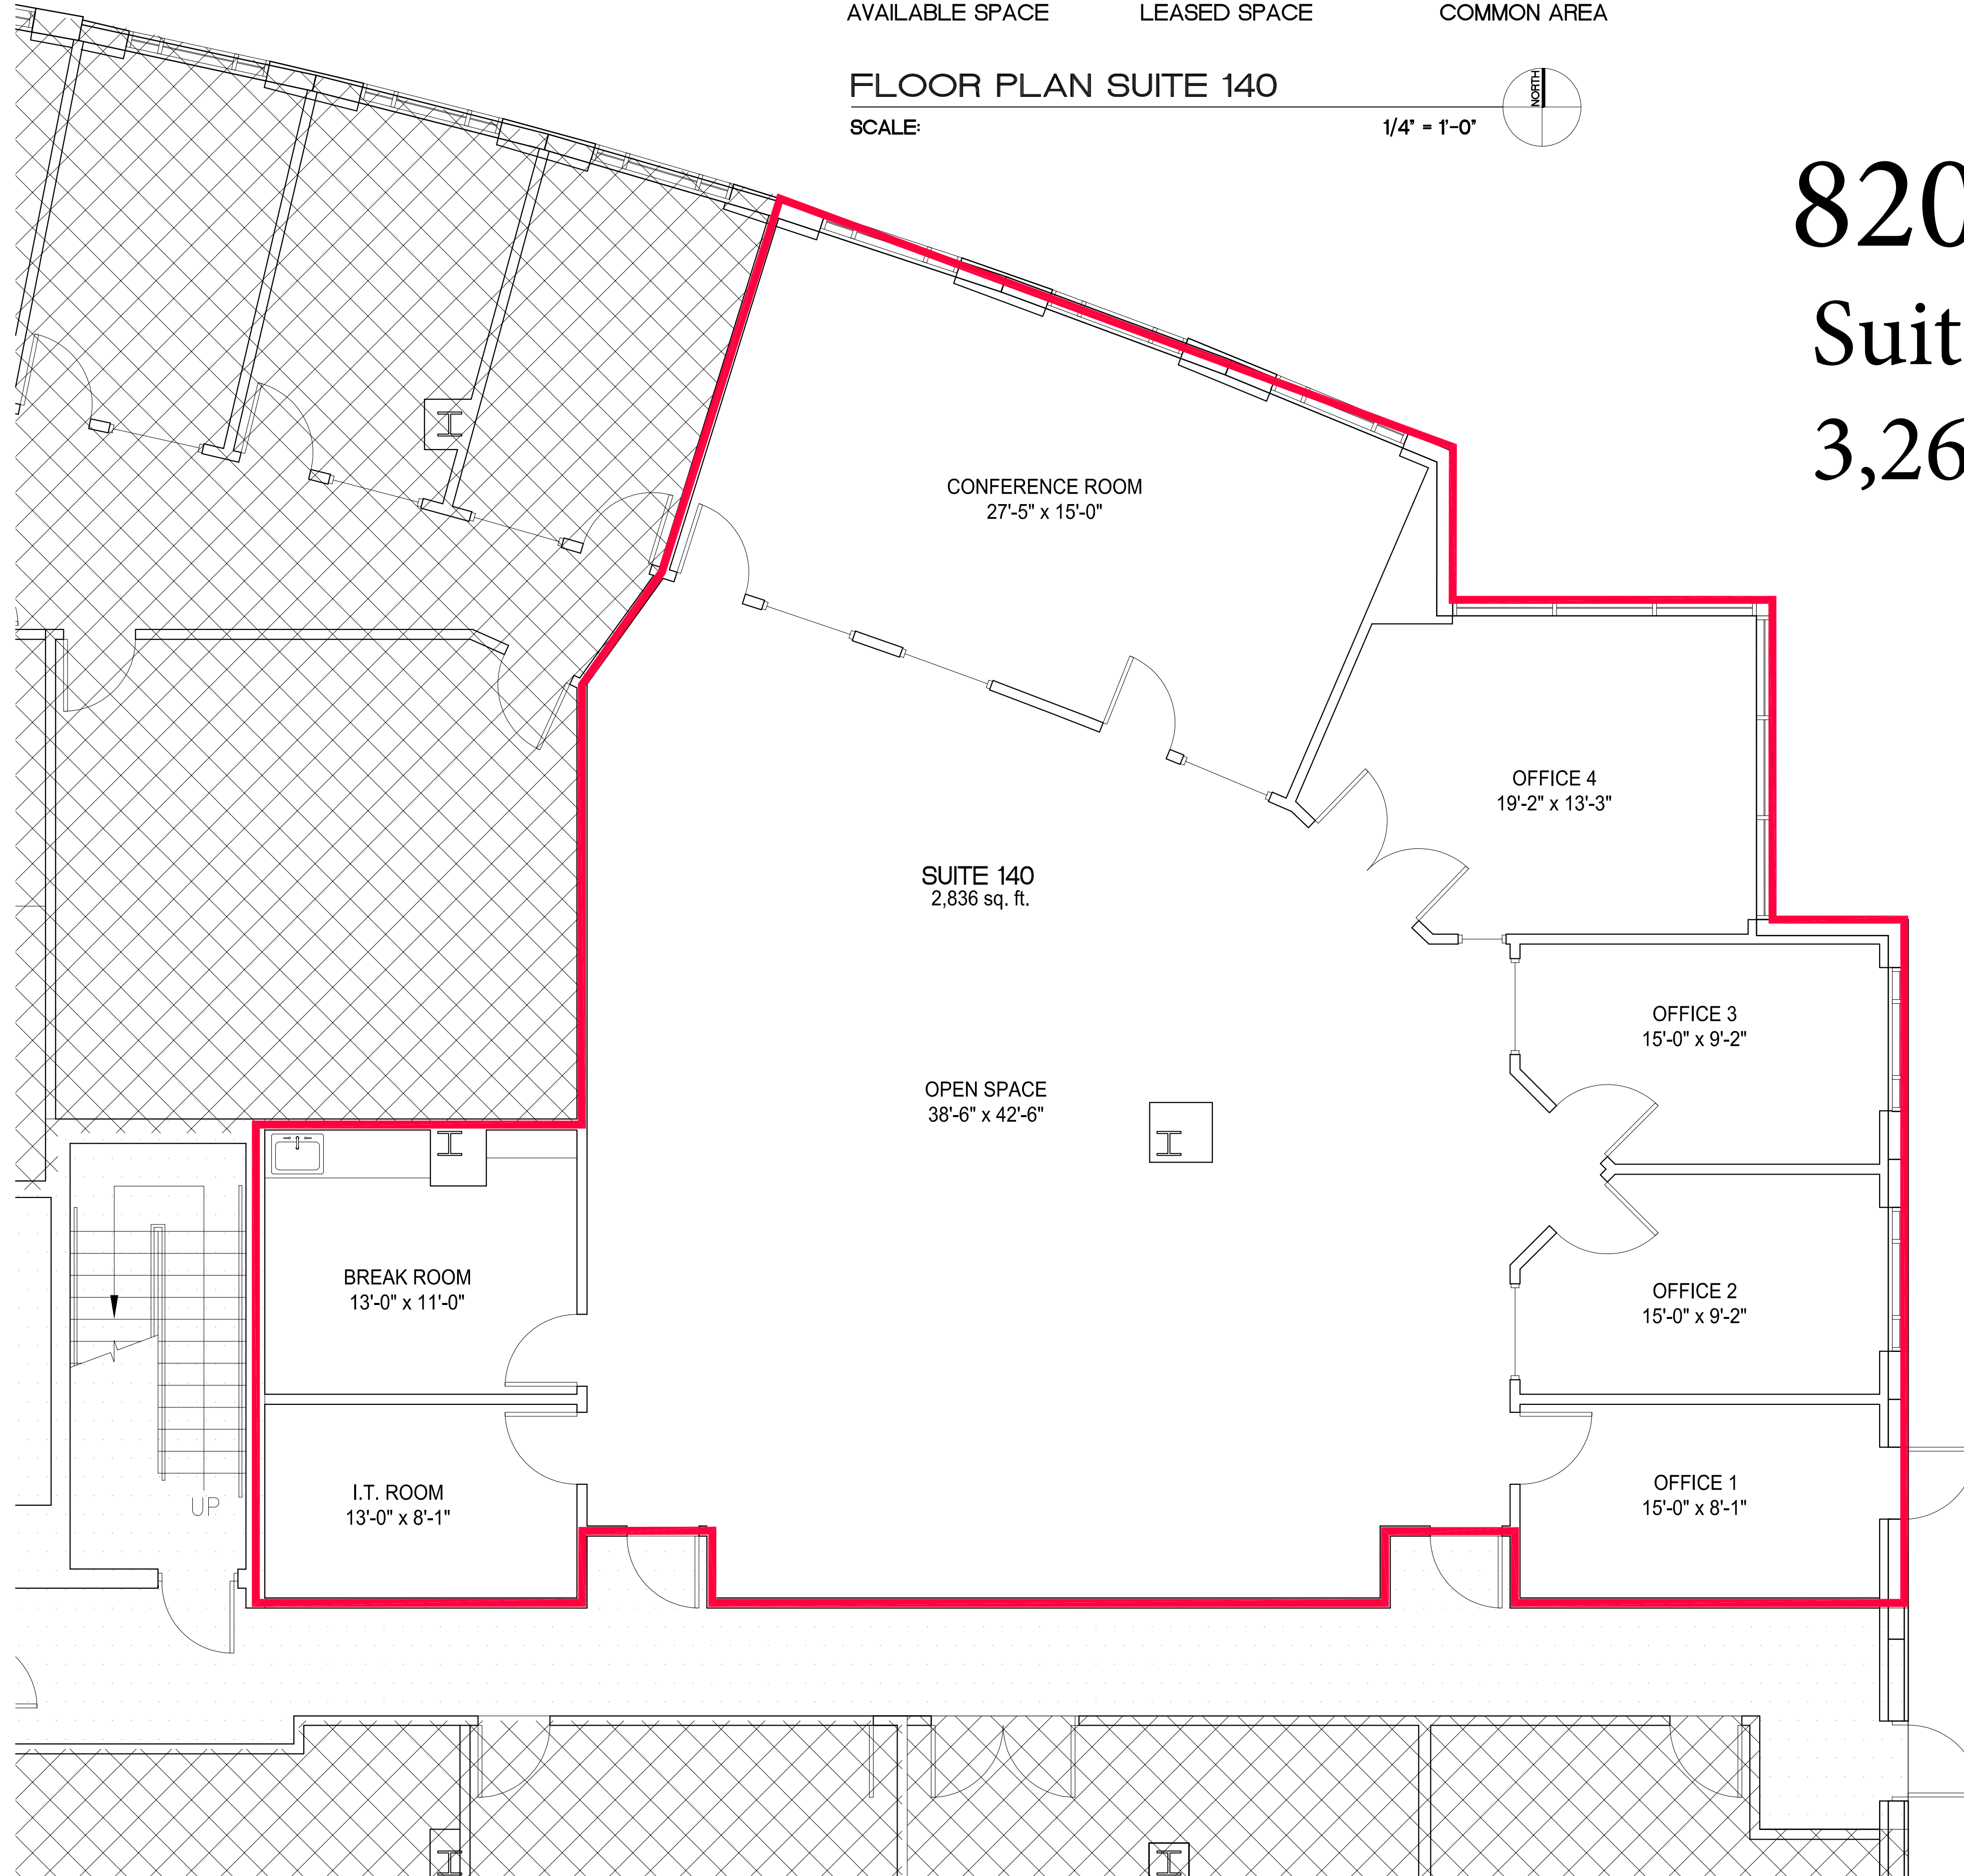 AVAILABLE SPACE LEASED SPACE COMMON AREA
FLOOR PLAN SUITE 140
NORTH
SCALE: 1/4" = 1'-0"
820
Suit
3,26
CONFERENCE ROOM
27'-5" x 15'-0"
OFFICE 4
19'-2" x 13'-3"
SUITE 140
2,836 sq. ft.
OFFICE 3
15'-0" x 9'-2"
OPEN SPACE
38'-6" x 42'-6"
BREAK ROOM
13'-0" x 11'-0"
OFFICE 2
15'-0" x 9'-2"
I.T. ROOM
13'-0" x 8'-1"
OFFICE 1
15'-0" x 8'-1"
UP